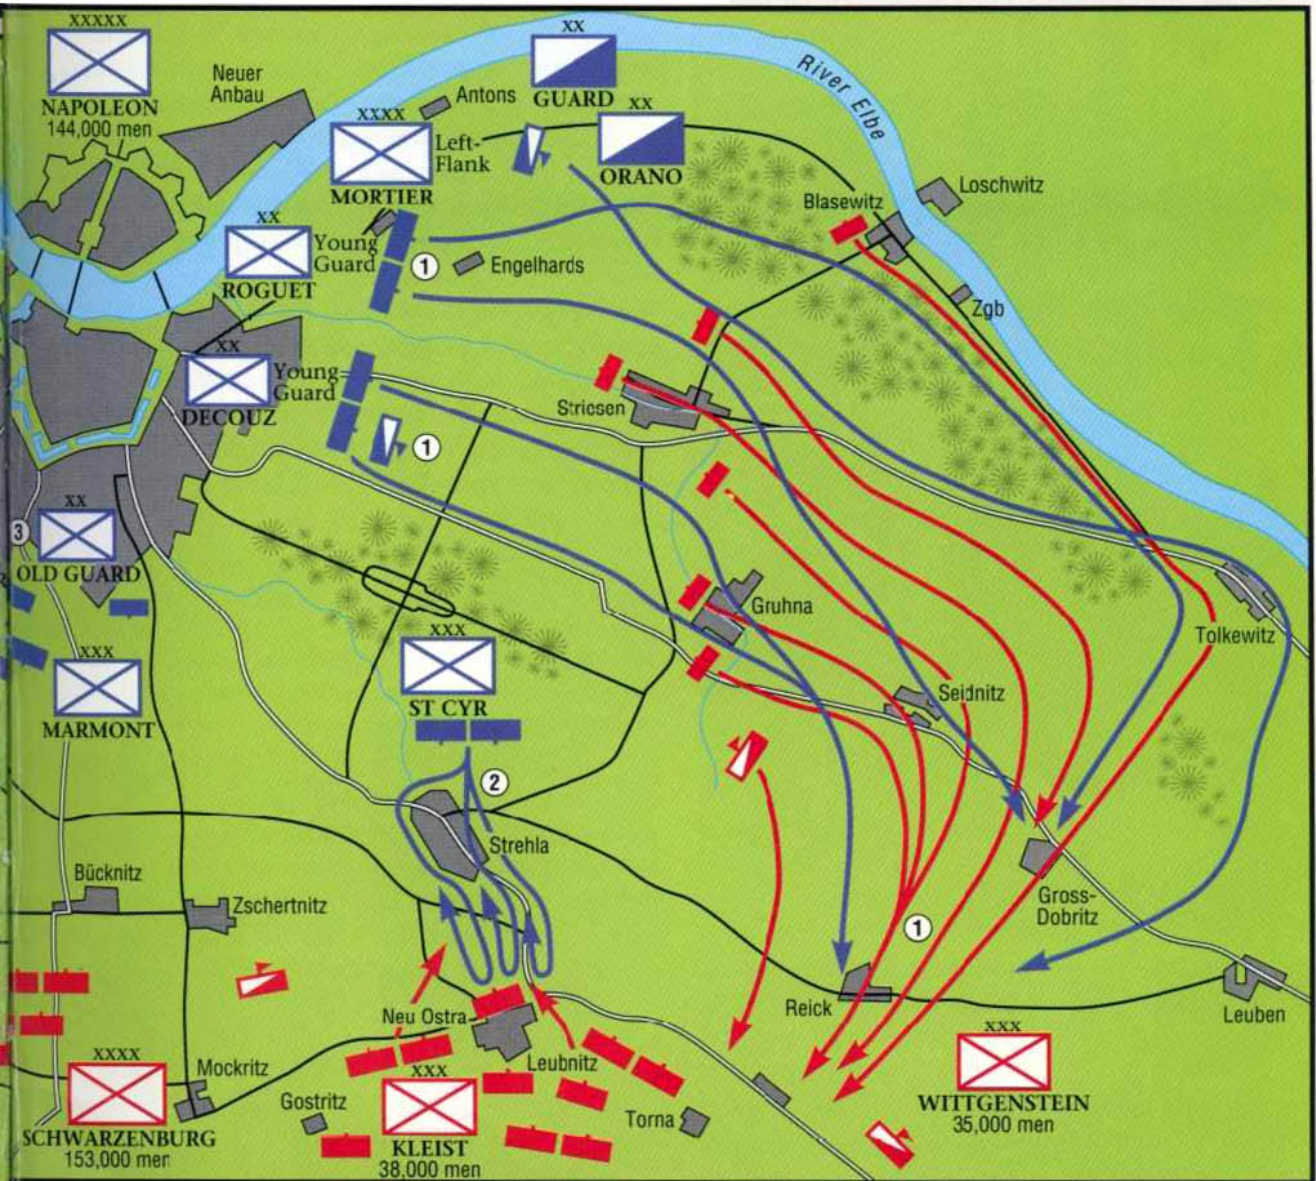 XXXXX
NAPOLEON
144,000 men
Neuer
Anbau
XXXX
MORTIER
Antons
Left-
Flank
XX
GUARD
XX
ORANO
River Elbe
Loschwitz
Blasewitz
Zgb
XX
ROGUET
Young
Guard
1
Engelhards
XX
DECOUZ
Young
Guard
1
Striesen
3
XX
OLD GUARD
Gruhna
Tolkewitz
XXX
MARMONT
XXX
ST CYR
Seidnitz
2
Strehla
Bücknitz
Zschertnitz
Gross-
Dobritz
1
Reick
Leuben
Neu Ostra
Leubnitz
XXXX
SCHWARZENBURG
153,000 men
Mockritz
Gostritz
XXX
KLEIST
38,000 men
Torna
XXX
WITTGENSTEIN
35,000 men